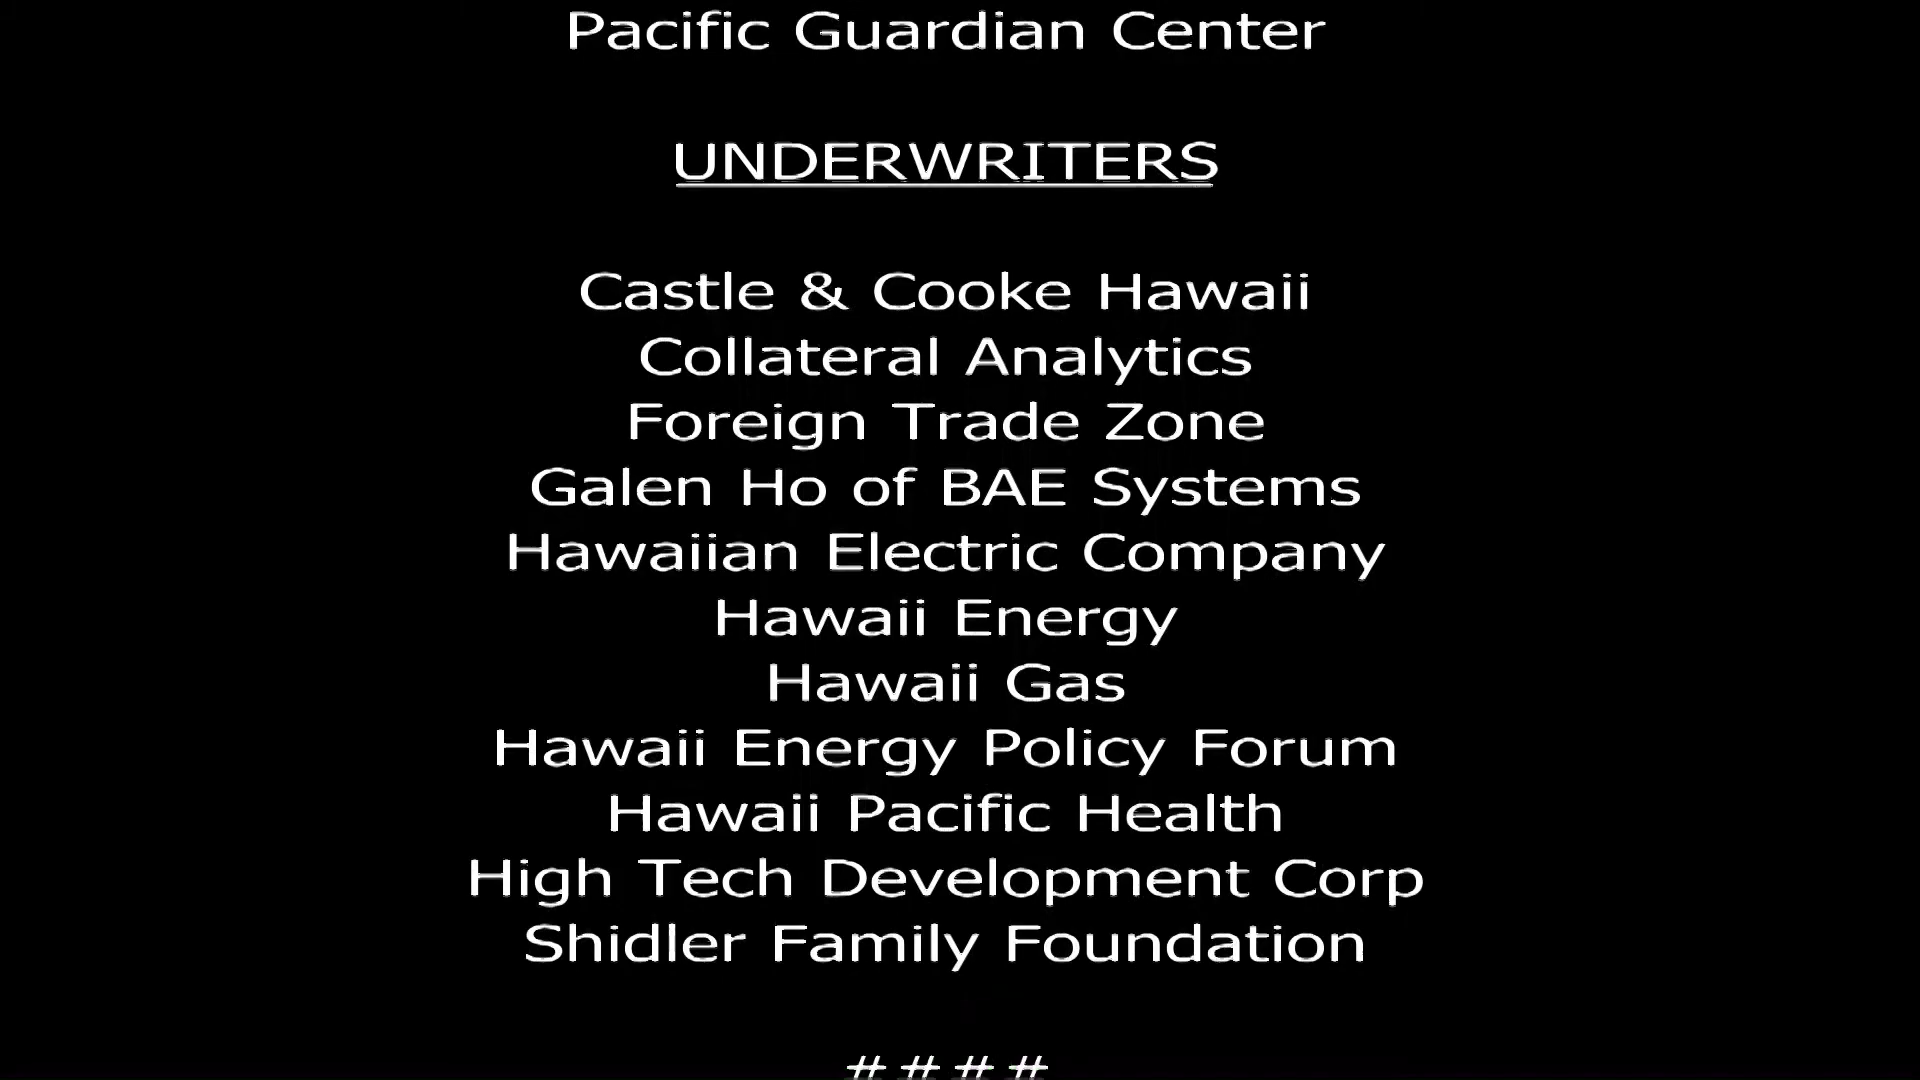 Pacific Guardian Center
UNDERWRITERS
Castle & Cooke Hawaii
Collateral Analytics
Foreign Trade Zone
Galen Ho of BAE Systems
Hawaiian Electric Company
Hawaii Energy
Hawaii Gas
Hawaii Energy Policy Forum
Hawaii Pacific Health
High Tech Development Corp
Shidler Family Foundation
####